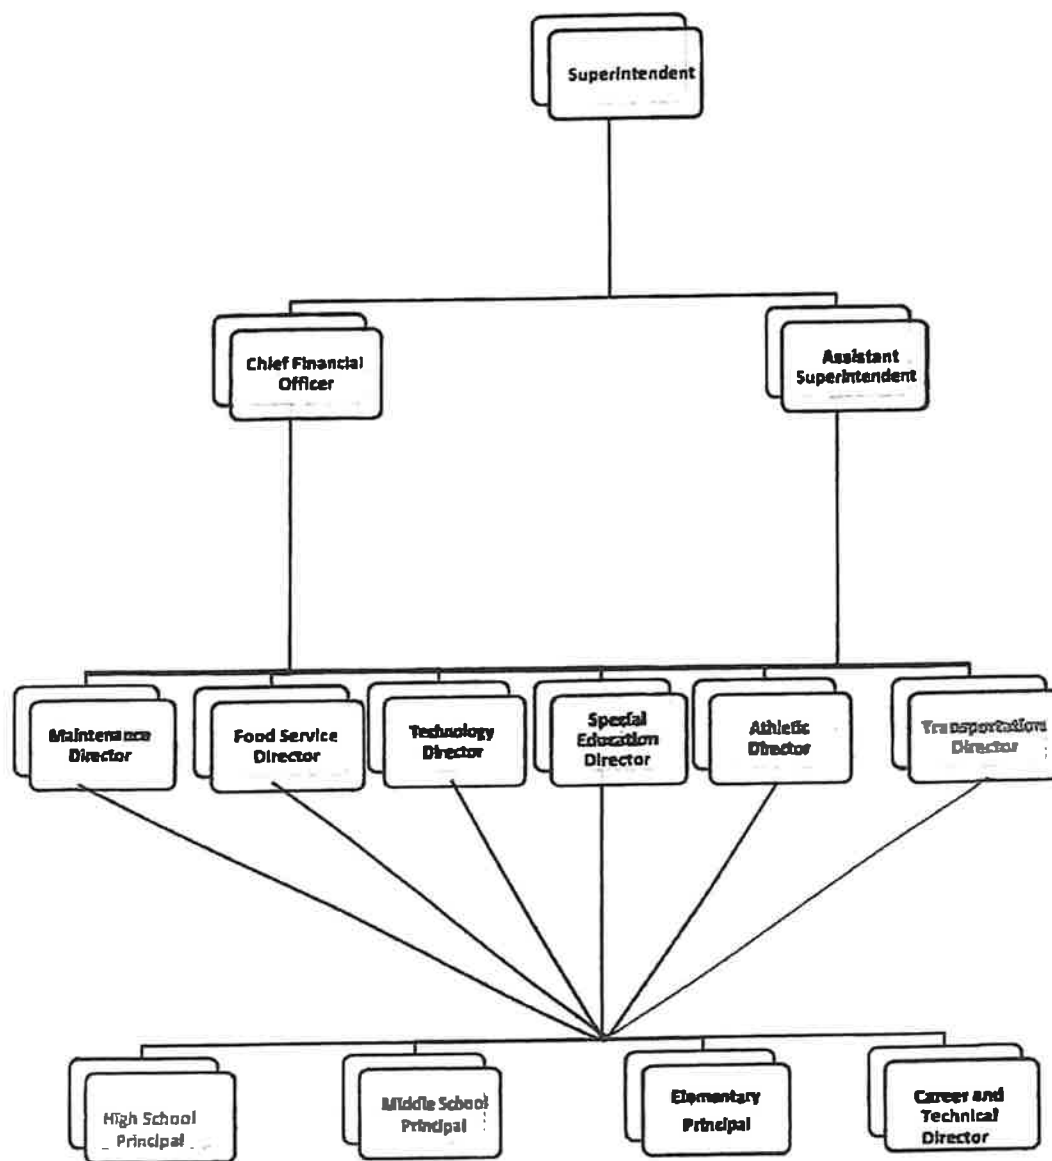 Superintendent
Chief Financial
Officer
Assistant
Superintendent
Maintenance
Director
Food Service
Director
Technology
Director
Special
Education
Director
Athletic
Director
Transportation
Director
High School
Principal
Middle School
Principal
Elementary
Principal
Career and
Technical
Director